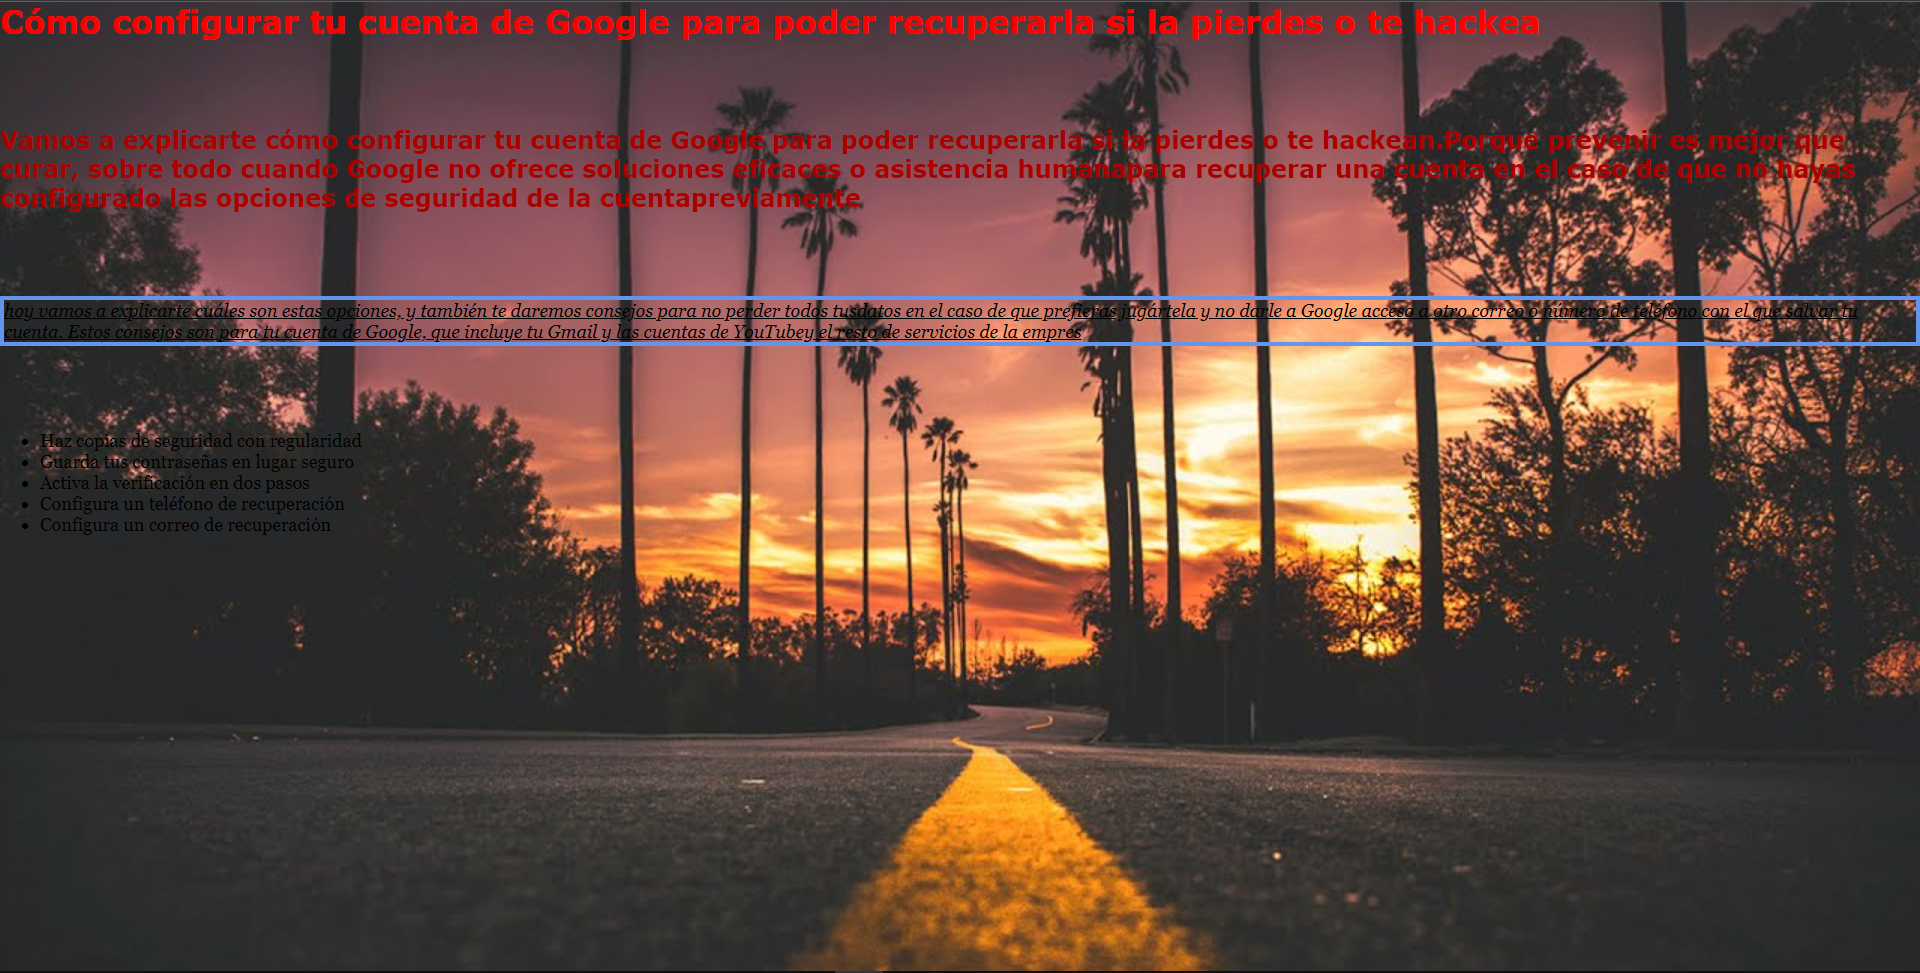 Cómo configurar tu cuenta de Google para poder recuperarla si la pierdes o te hackea
Vamos a explicarte cómo configurar tu cuenta de Google para poder recuperarla si la pierdes o te hackean.Porque prevenir es mejor que
curar, sobre todo cuando Google no ofrece soluciones eficaces o asistencia humanapara recuperar una cuenta en el caso de que no hayas
configurado las opciones de seguridad de la cuentapreviamente
hoy vamos a explicarte cuáles son estas opciones, y también te daremos consejos para no perder todos tusdatos en el caso de que prefieras jugártela y no darle a Google acceso a otro correo o número de teléfono con el que salvar tu
cuenta. Estos consejos son para tu cuenta de Google, que incluye tu Gmail y las cuentas de YouTubey el resto de servicios de la empres
• Haz copias de seguridad con regularidad
• Guarda tus contraseñas en lugar seguro
• Activa la verificación en dos pasos
• Configura un teléfono de recuperación
• Configura un correo de recuperación